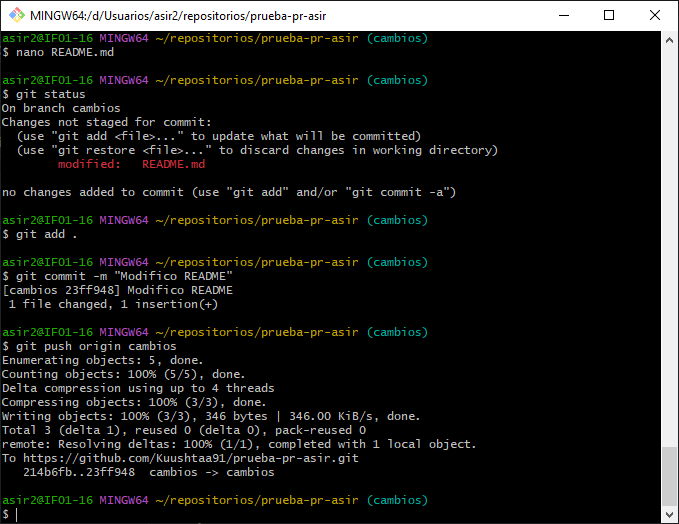 MINGW64:/d/Usuarios/asir2/repositorios/prueba-pr-asir
asir2@IF01-16 MINGW64 ~/repositorios/prueba-pr-asir (cambios)
$ nano README.md
asir2@IF01-16 MINGW64 ~/repositorios/prueba-pr-asir (cambios)
$ git status
On branch cambios
Changes not staged for commit:
  (use "git add <file>..." to update what will be committed)
  (use "git restore <file>..." to discard changes in working directory)
        modified:   README.md
no changes added to commit (use "git add" and/or "git commit -a")
asir2@IF01-16 MINGW64 ~/repositorios/prueba-pr-asir (cambios)
$ git add .
asir2@IF01-16 MINGW64 ~/repositorios/prueba-pr-asir (cambios)
$ git commit -m "Modifico README"
[cambios 23ff948] Modifico README
 1 file changed, 1 insertion(+)
asir2@IF01-16 MINGW64 ~/repositorios/prueba-pr-asir (cambios)
$ git push origin cambios
Enumerating objects: 5, done.
Counting objects: 100% (5/5), done.
Delta compression using up to 4 threads
Compressing objects: 100% (3/3), done.
Writing objects: 100% (3/3), 346 bytes | 346.00 KiB/s, done.
Total 3 (delta 1), reused 0 (delta 0), pack-reused 0
remote: Resolving deltas: 100% (1/1), completed with 1 local object.
To https://github.com/Kuushtaa91/prueba-pr-asir.git
   214b6fb..23ff948  cambios -> cambios
asir2@IF01-16 MINGW64 ~/repositorios/prueba-pr-asir (cambios)
$